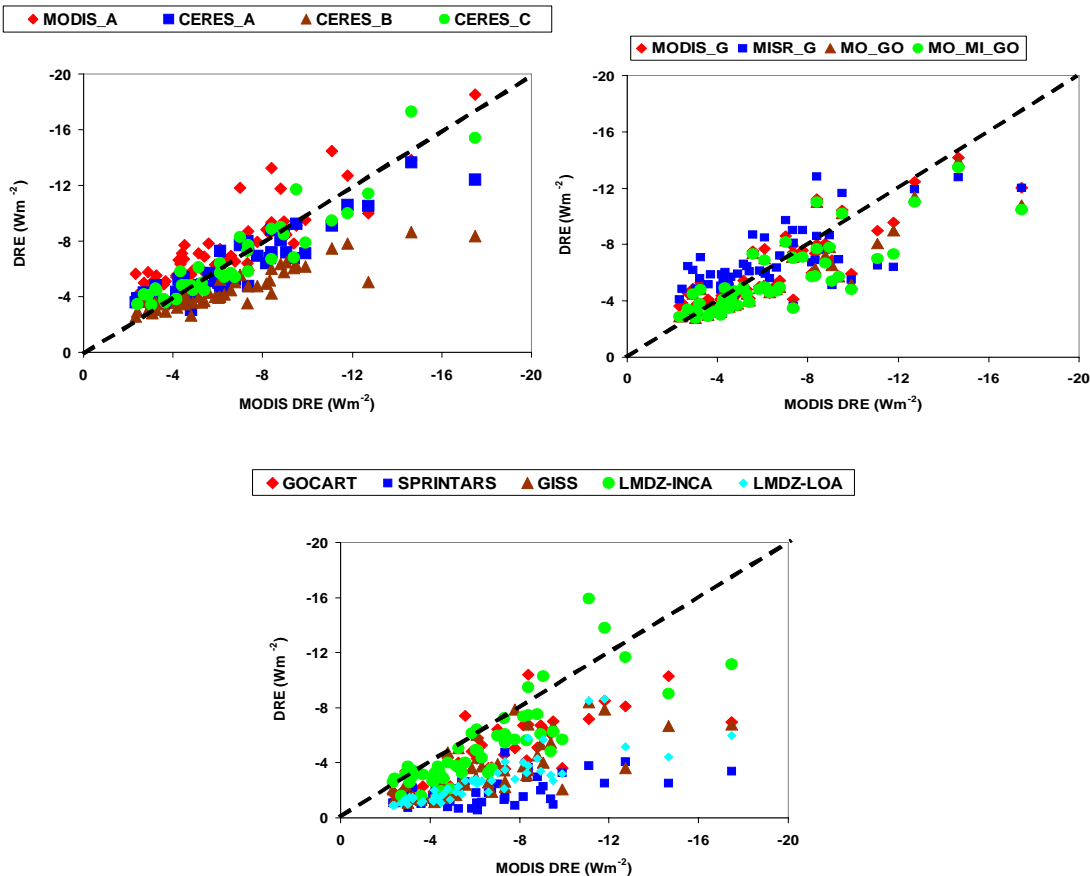 MODIS_A CERES_A CERES_B CERES_C
-20
-16
-12
-8
-4
0
DRE (Wm⁻²)
0 -4 -8 -12 -16 -20
MODIS DRE (Wm⁻²)
MODIS_G MISR_G MO_GO MO_MI_GO
-20
-16
-12
-8
-4
0
DRE (Wm⁻²)
0 -4 -8 -12 -16 -20
MODIS DRE (Wm⁻²)
GOCART SPRINTARS GISS LMDZ-INCA LMDZ-LOA
-20
-16
-12
-8
-4
0
DRE (Wm⁻²)
0 -4 -8 -12 -16 -20
MODIS DRE (Wm⁻²)